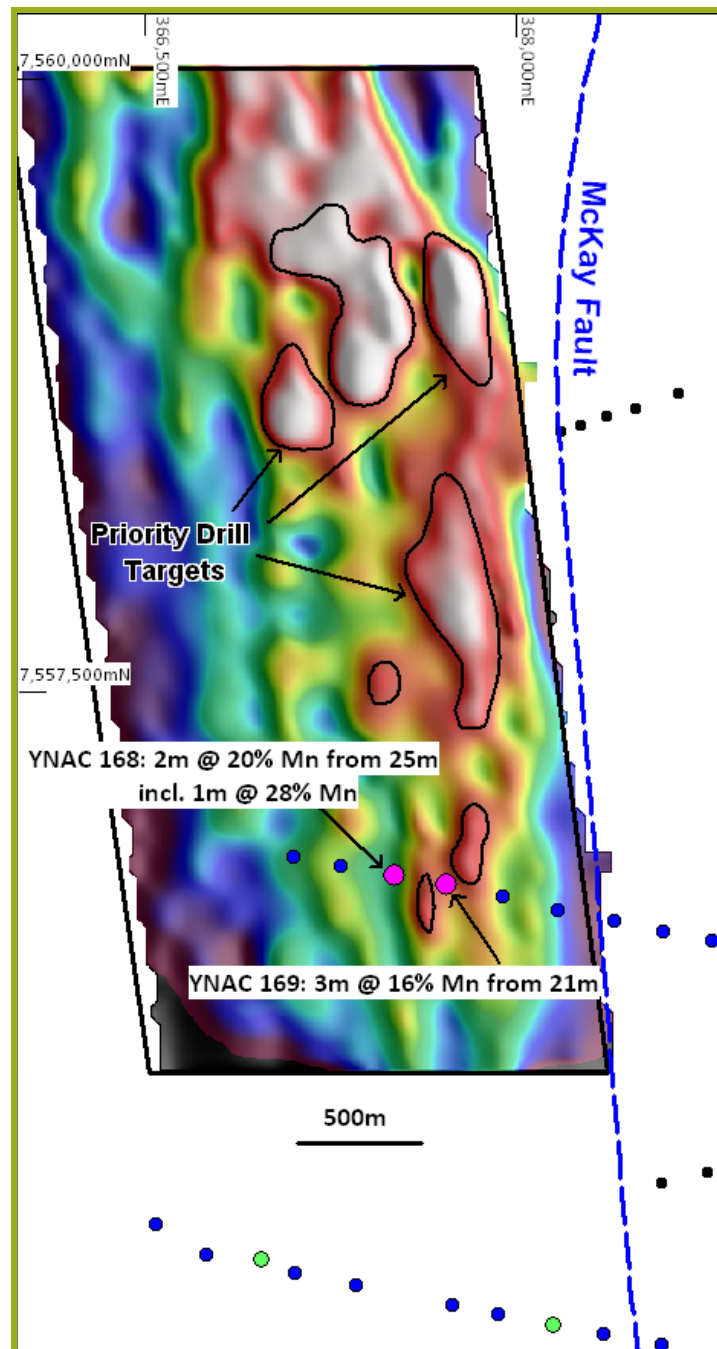 7,560,000mN
366,500mE
368,000mE
McKay Fault
Priority Drill
Targets
7,557,500mN
YNAC 168: 2m @ 20% Mn from 25m
incl. 1m @ 28% Mn
YNAC 169: 3m @ 16% Mn from 21m
500m